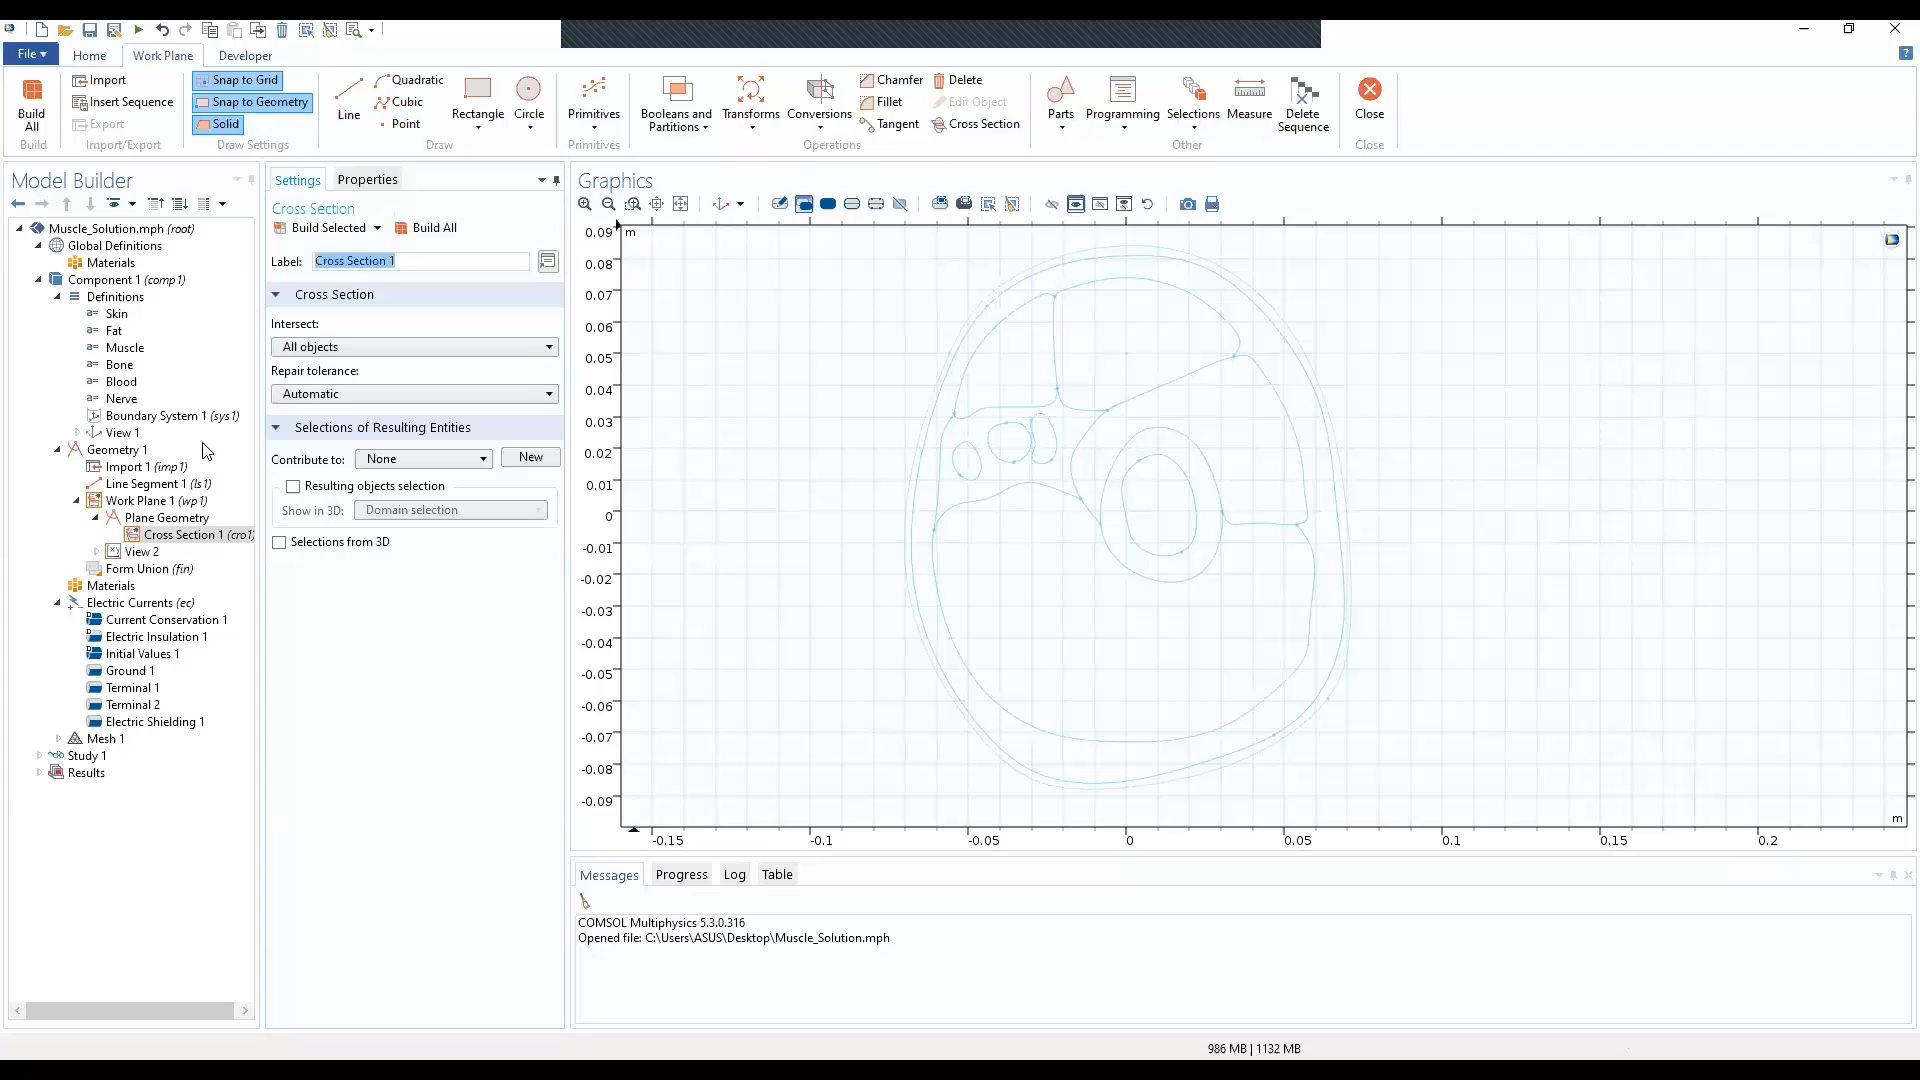 File
Home
Work Plane
Developer
Build All
Import
Insert Sequence
Export
Snap to Grid
Snap to Geometry
Solid
Line
Quadratic
Cubic
Point
Rectangle
Circle
Primitives
Booleans and Partitions
Transforms
Conversions
Chamfer
Fillet
Tangent
Delete
Edit Object
Cross Section
Parts
Programming
Selections
Measure
Delete Sequence
Close
Build
Import/Export
Draw Settings
Draw
Primitives
Operations
Other
Close
Model Builder
Muscle_Solution.mph (root)
Global Definitions
Materials
Component 1 (comp1)
Definitions
a= Skin
a= Fat
a= Muscle
a= Bone
a= Blood
a= Nerve
Boundary System 1 (sys1)
View 1
Geometry 1
Import 1 (imp1)
Line Segment 1 (ls1)
Work Plane 1 (wp1)
Plane Geometry
Cross Section 1 (cro1)
View 2
Form Union (fin)
Materials
Electric Currents (ec)
Current Conservation 1
Electric Insulation 1
Initial Values 1
Ground 1
Terminal 1
Terminal 2
Electric Shielding 1
Mesh 1
Study 1
Results
Settings
Properties
Cross Section
Build Selected
Build All
Label: Cross Section 1
Cross Section
Intersect:
All objects
Repair tolerance:
Automatic
Selections of Resulting Entities
Contribute to: None New
Resulting objects selection
Show in 3D: Domain selection
Selections from 3D
Graphics
m
0.09
0.08
0.07
0.06
0.05
0.04
0.03
0.02
0.01
0
-0.01
-0.02
-0.03
-0.04
-0.05
-0.06
-0.07
-0.08
-0.09
m
-0.15 -0.1 -0.05 0 0.05 0.1 0.15 0.2
Messages
Progress
Log
Table
COMSOL Multiphysics 5.3.0.316
Opened file: C:\Users\ASUS\Desktop\Muscle_Solution.mph
986 MB | 1132 MB